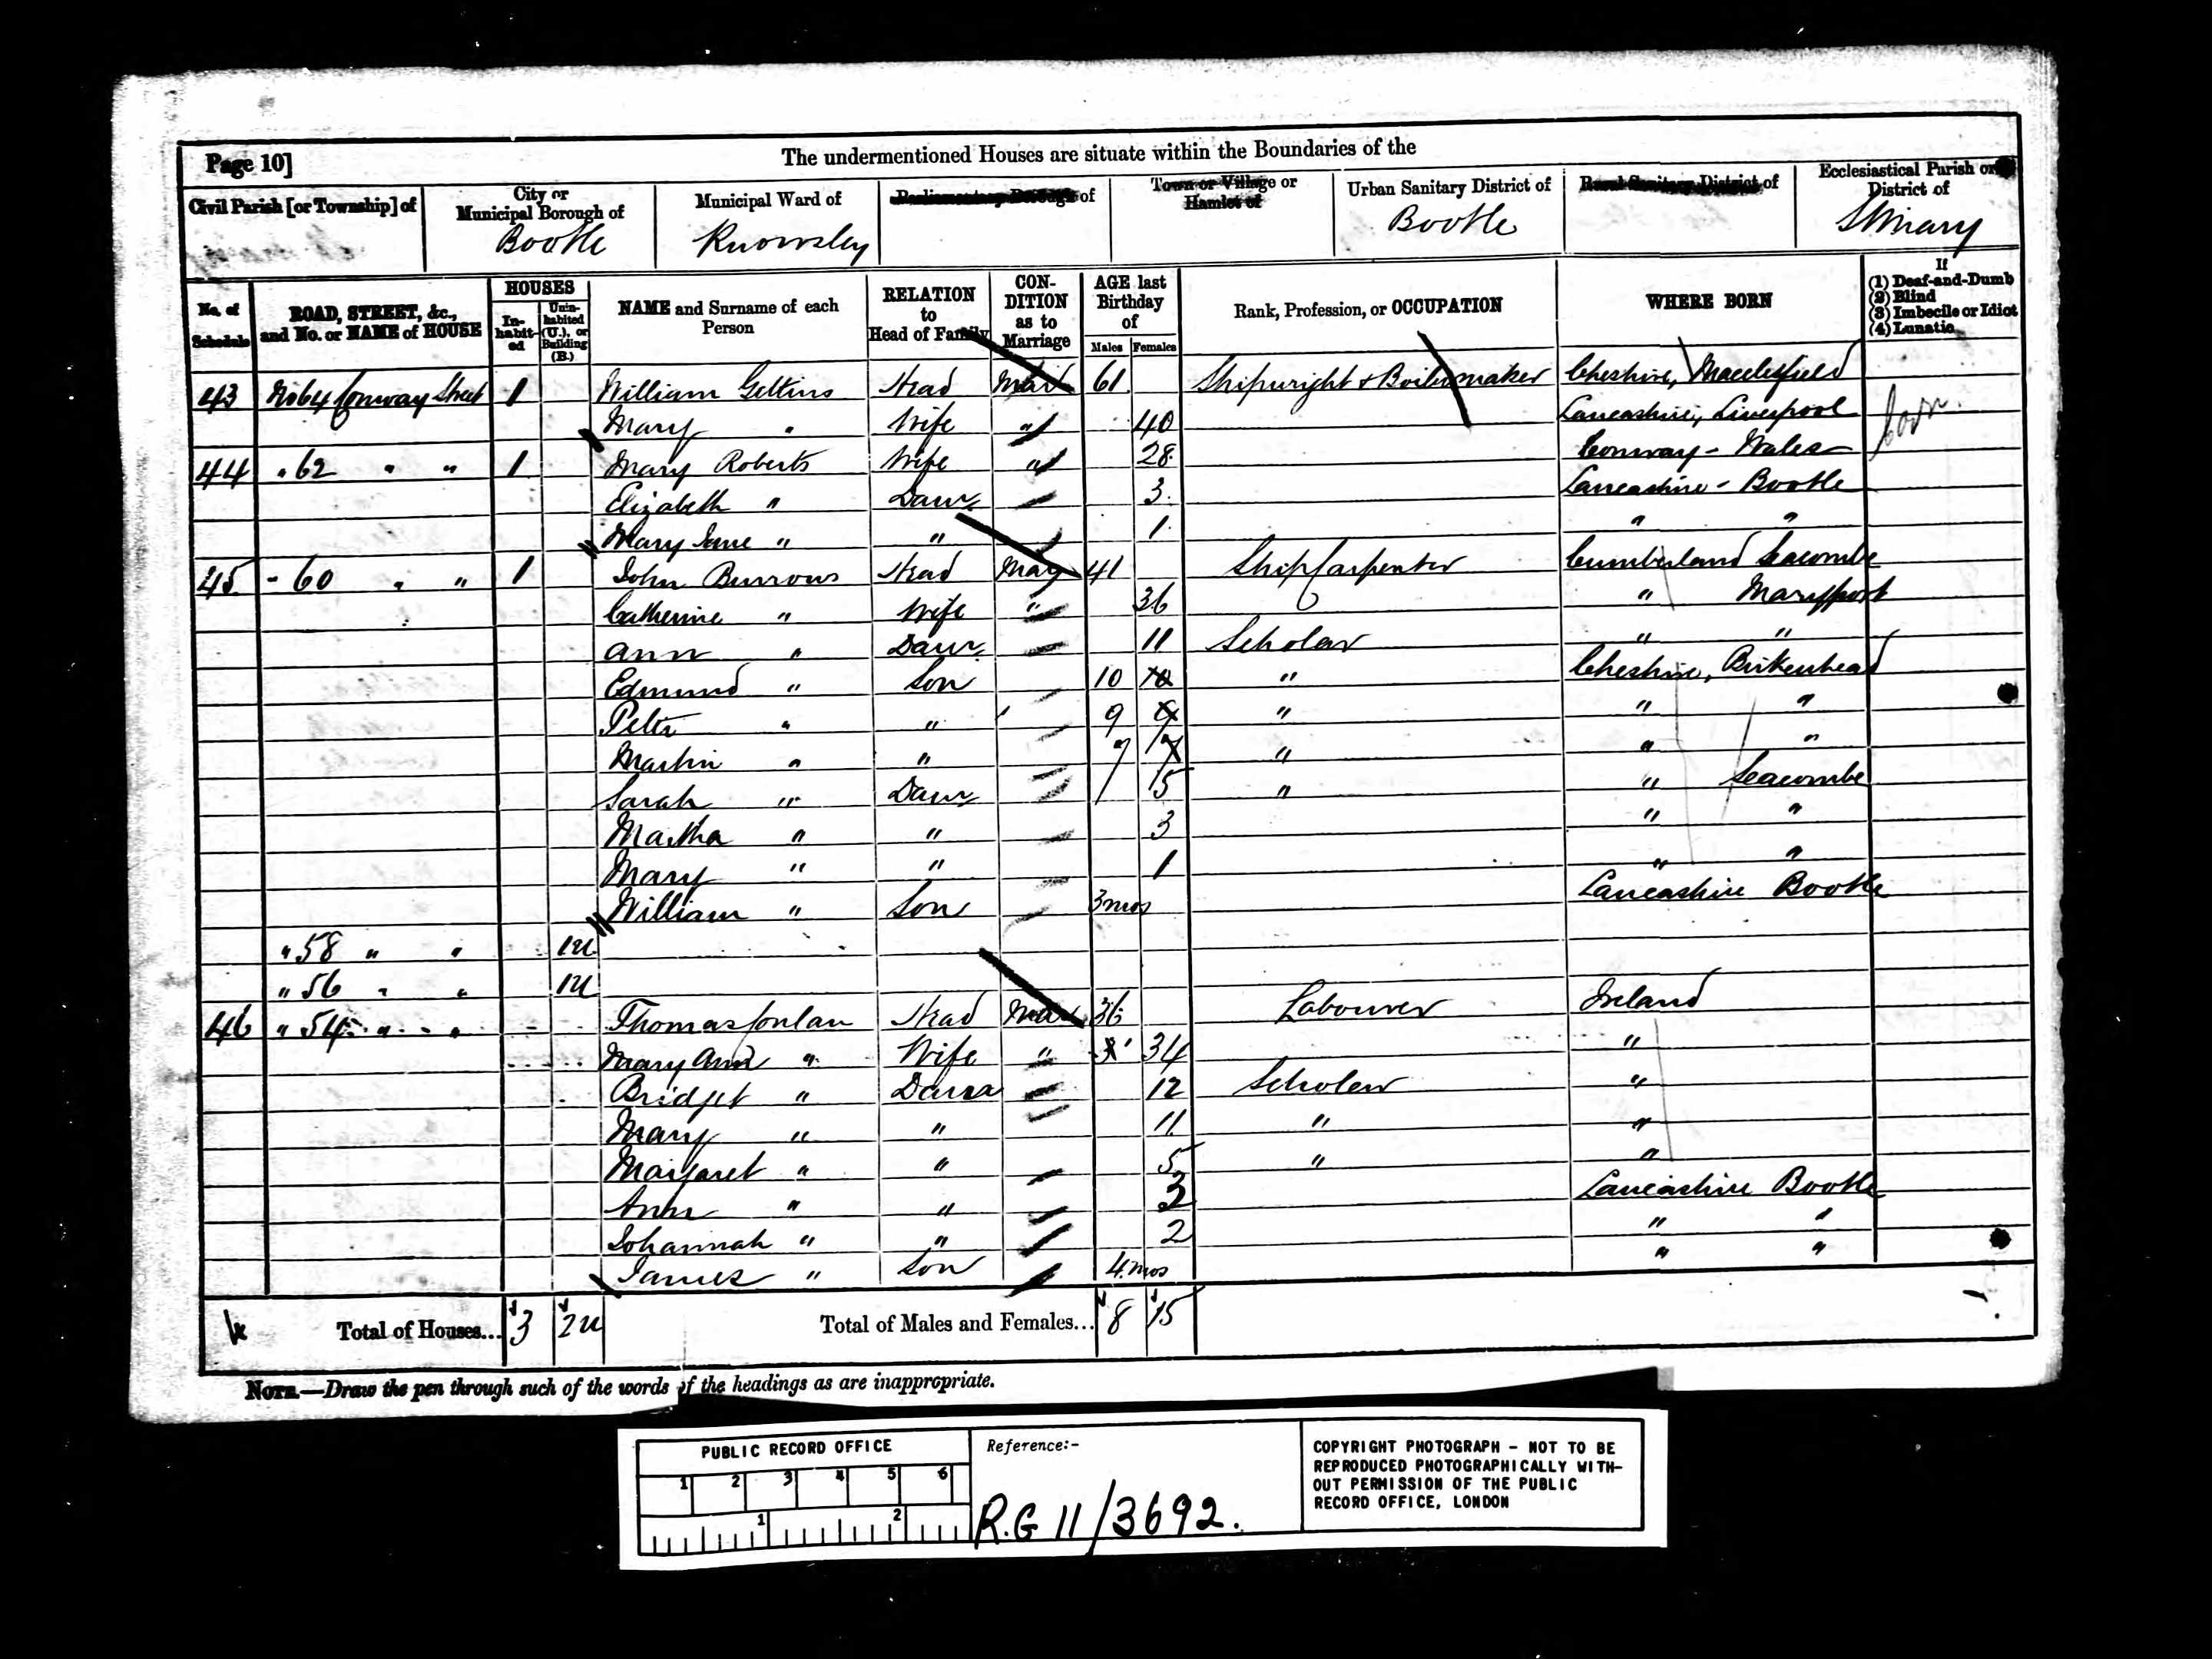 Page 10]
The undermentioned Houses are situate within the Boundaries of the
Civil Parish [or Township] of
City or Municipal Borough of Bootle
Municipal Ward of Knowsley
Parliamentary Borough of
Town or Village or Hamlet of
Urban Sanitary District of Bootle
Rural Sanitary District of
Ecclesiastical Parish or District of St Mary
No. of Schedule
ROAD, STREET, &c., and No. or NAME of HOUSE
HOUSES
In-habit-ed
Unin-habited (U.), or Building (B.)
NAME and Surname of each Person
RELATION to Head of Family
CON-DITION as to Marriage
AGE last Birthday of
Males Females
Rank, Profession, or OCCUPATION
WHERE BORN
If (1) Deaf-and-Dumb (2) Blind (3) Imbecile or Idiot (4) Lunatic
43 No 64 Conway Street 1 William Gittins Head Mar 61 Shipwright & Boilermaker Cheshire, Macclesfield
Mary " Wife " 40 Lancashire, Liverpool
44 " 62 " " 1 Mary Roberts Wife " 28 Conway - Wales
Elizabeth " Daur 3 Lancashire - Bootle
Mary Jane " " 1 " "
45 " 60 " " 1 John Burrows Head Mar 41 Ship Carpenter Cumberland Seacombe
Catherine " Wife " 36 " Maryport
Ann " Daur 11 Scholar " "
Edmund " Son 10 10 " Cheshire, Birkenhead
Peter " " 9 9 " " "
Martin " " 7 7 " " "
Sarah " Daur 5 " " Seacombe
Martha " " 3 " "
Mary " " 1 " "
William " Son 3 mos Lancashire Bootle
" 58 " " 1U
" 56 " " 1U
46 " 54 " " Thomas Conlan Head Mar 36 Labourer Ireland
Mary Ann " Wife " 34 "
Bridget " Daur 12 Scholar "
Mary " " 11 " "
Margaret " " 5 " "
Ann " " 3 Lancashire Bootle
Johannah " " 2 " "
James " Son 4 mos " "
Total of Houses... 3 2U Total of Males and Females... 8 15
NOTE.—Draw the pen through such of the words of the headings as are inappropriate.
PUBLIC RECORD OFFICE
1 2 3 4 5 6
1 2
Reference:-
R.G 11/3692.
COPYRIGHT PHOTOGRAPH - NOT TO BE
REPRODUCED PHOTOGRAPHICALLY WITH-
OUT PERMISSION OF THE PUBLIC
RECORD OFFICE, LONDON